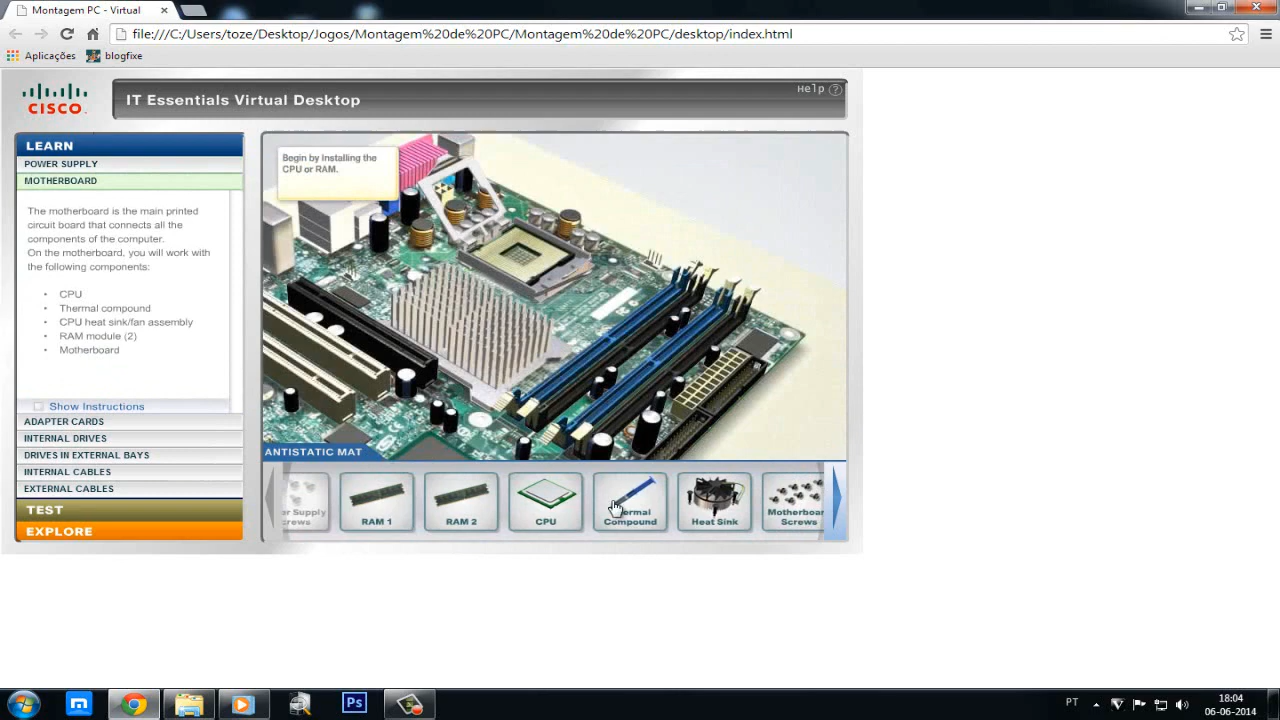 Montagem PC - Virtual
file:///C:/Users/toze/Desktop/Jogos/Montagem%20de%20PC/Montagem%20de%20PC/desktop/index.html
Aplicações
blogfixe
CISCO
IT Essentials Virtual Desktop
Help ?
LEARN
POWER SUPPLY
MOTHERBOARD
The motherboard is the main printed
circuit board that connects all the
components of the computer.
On the motherboard, you will work with
the following components:
• CPU
• Thermal compound
• CPU heat sink/fan assembly
• RAM module (2)
• Motherboard
Show Instructions
ADAPTER CARDS
INTERNAL DRIVES
DRIVES IN EXTERNAL BAYS
INTERNAL CABLES
EXTERNAL CABLES
TEST
EXPLORE
Begin by Installing the
CPU or RAM.
ANTISTATIC MAT
er Supply
crews
RAM 1
RAM 2
CPU
ermal
Compound
Heat Sink
Motherboar
Screws
Ps
PT
18:04
06-06-2014